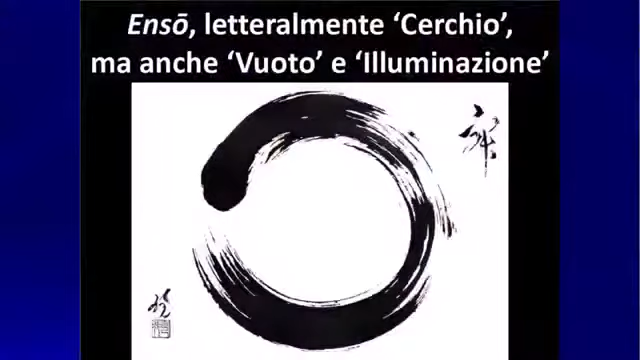 Ensō, letteralmente ‘Cerchio’,
ma anche ‘Vuoto’ e ‘Illuminazione’